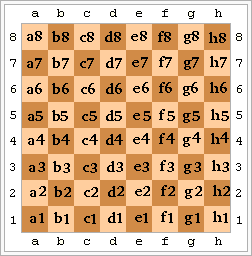 a b c d e f g h
8 a8 b8 c8 d8 e8 f8 g8 h8 8
7 a7 b7 c7 d7 e7 f7 g7 h7 7
6 a6 b6 c6 d6 e6 f6 g6 h6 6
5 a5 b5 c5 d5 e5 f5 g5 h5 5
4 a4 b4 c4 d4 e4 f4 g4 h4 4
3 a3 b3 c3 d3 e3 f3 g3 h3 3
2 a2 b2 c2 d2 e2 f2 g2 h2 2
1 a1 b1 c1 d1 e1 f1 g1 h1 1
a b c d e f g h